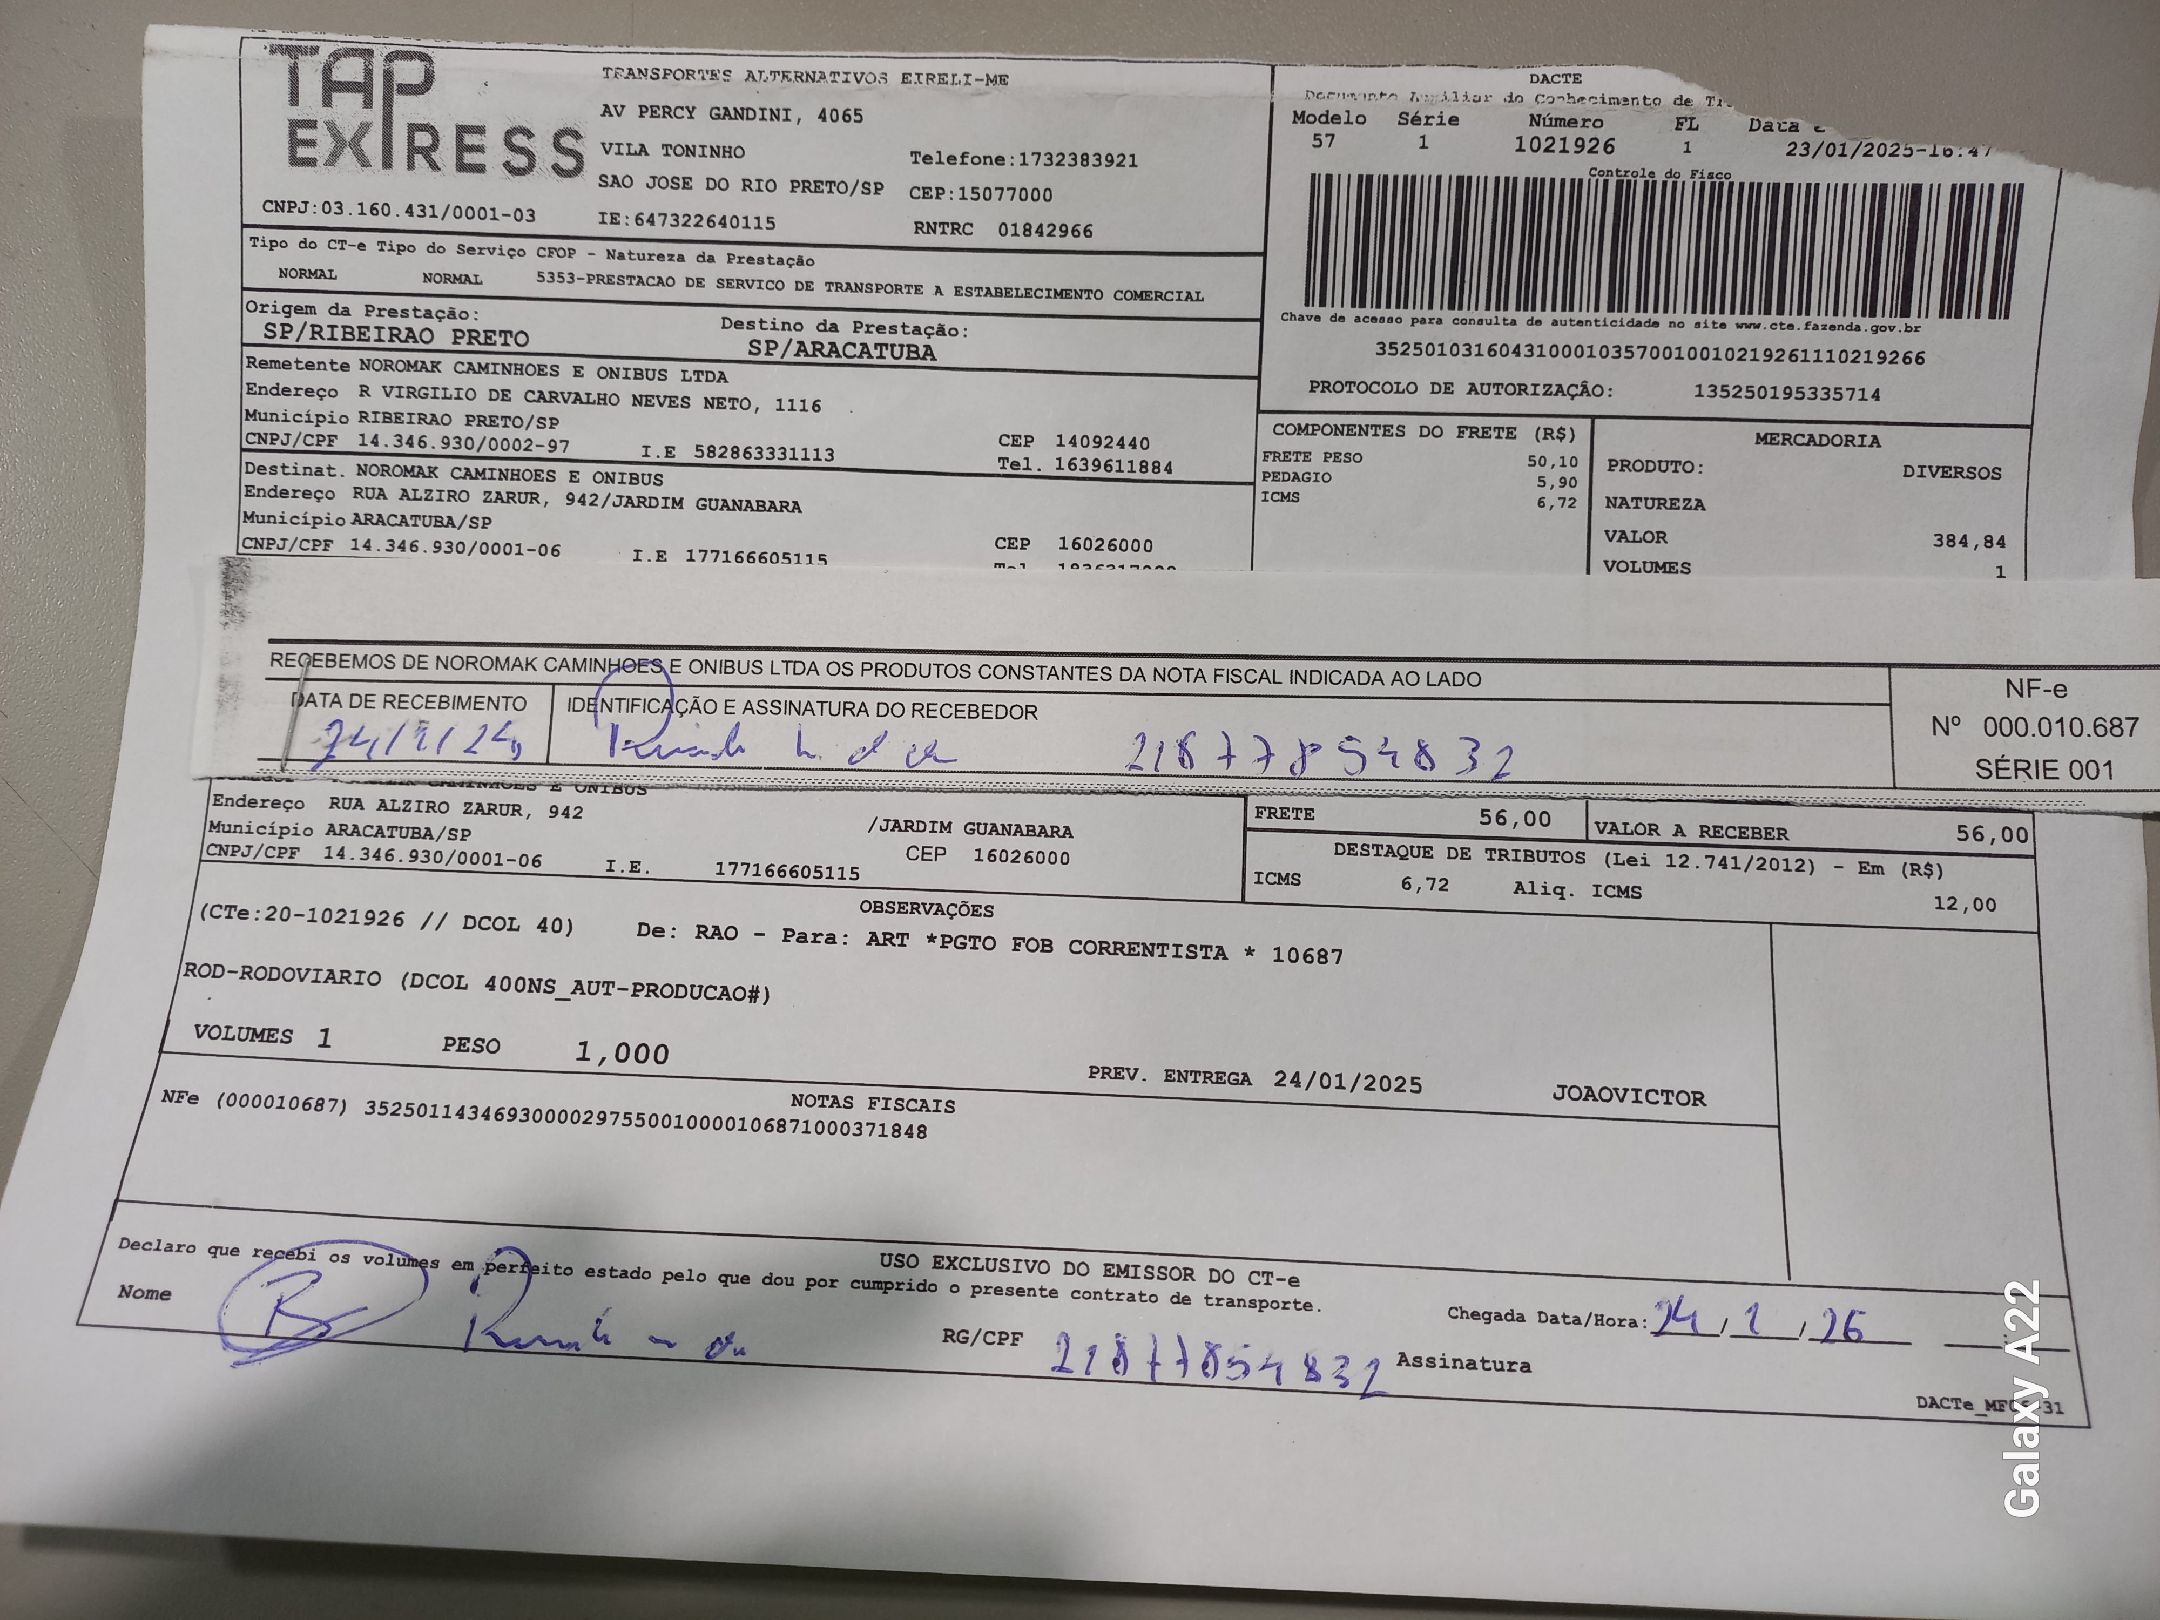 TAP EXPRESS
TRANSPORTES ALTERNATIVOS EIRELI-ME
AV PERCY GANDINI, 4065
VILA TONINHO Telefone:1732383921
SAO JOSE DO RIO PRETO/SP CEP:15077000
CNPJ:03.160.431/0001-03 IE:647322640115 RNTRC 01842966
DACTE
Documento Auxiliar do Conhecimento de
Modelo Série Número FL Data
57 1 1021926 1 23/01/2025-16:47
Controle do Fisco
Chave de acesso para consulta de autenticidade no site www.cte.fazenda.gov.br
35250103160431000103570010010219261110219266
PROTOCOLO DE AUTORIZAÇÃO: 135250195335714
Tipo do CT-e Tipo do Serviço CFOP - Natureza da Prestação
NORMAL NORMAL 5353-PRESTACAO DE SERVICO DE TRANSPORTE A ESTABELECIMENTO COMERCIAL
Origem da Prestação: Destino da Prestação:
SP/RIBEIRAO PRETO SP/ARACATUBA
Remetente NOROMAK CAMINHOES E ONIBUS LTDA
Endereço R VIRGILIO DE CARVALHO NEVES NETO, 1116
Município RIBEIRAO PRETO/SP CEP 14092440
CNPJ/CPF 14.346.930/0002-97 I.E 582863331113 Tel. 1639611884
Destinat. NOROMAK CAMINHOES E ONIBUS
Endereço RUA ALZIRO ZARUR, 942/JARDIM GUANABARA
Município ARACATUBA/SP CEP 16026000
CNPJ/CPF 14.346.930/0001-06 I.E 177166605115
COMPONENTES DO FRETE (R$)
FRETE PESO 50,10
PEDAGIO 5,90
ICMS 6,72
MERCADORIA
PRODUTO: DIVERSOS
NATUREZA
VALOR 384,84
VOLUMES 1
RECEBEMOS DE NOROMAK CAMINHOES E ONIBUS LTDA OS PRODUTOS CONSTANTES DA NOTA FISCAL INDICADA AO LADO
DATA DE RECEBIMENTO IDENTIFICAÇÃO E ASSINATURA DO RECEBEDOR
21877854832
NF-e
Nº 000.010.687
SÉRIE 001
CAMINHOES E ONIBUS
Endereço RUA ALZIRO ZARUR, 942 /JARDIM GUANABARA
Município ARACATUBA/SP CEP 16026000
CNPJ/CPF 14.346.930/0001-06 I.E. 177166605115
FRETE 56,00 VALOR A RECEBER 56,00
DESTAQUE DE TRIBUTOS (Lei 12.741/2012) - Em (R$)
ICMS 6,72 Aliq. ICMS 12,00
OBSERVAÇÕES
(CTe:20-1021926 // DCOL 40) De: RAO - Para: ART *PGTO FOB CORRENTISTA * 10687
ROD-RODOVIARIO (DCOL 400NS_AUT-PRODUCAO#)
VOLUMES 1 PESO 1,000 PREV. ENTREGA 24/01/2025 JOAOVICTOR
NOTAS FISCAIS
NFe (000010687) 35250114346930000297550010000106871000371848
USO EXCLUSIVO DO EMISSOR DO CT-e
Declaro que recebi os volumes em perfeito estado pelo que dou por cumprido o presente contrato de transporte.
Nome RG/CPF 21877854832 Assinatura
Chegada Data/Hora: 24/1/
Galaxy A22